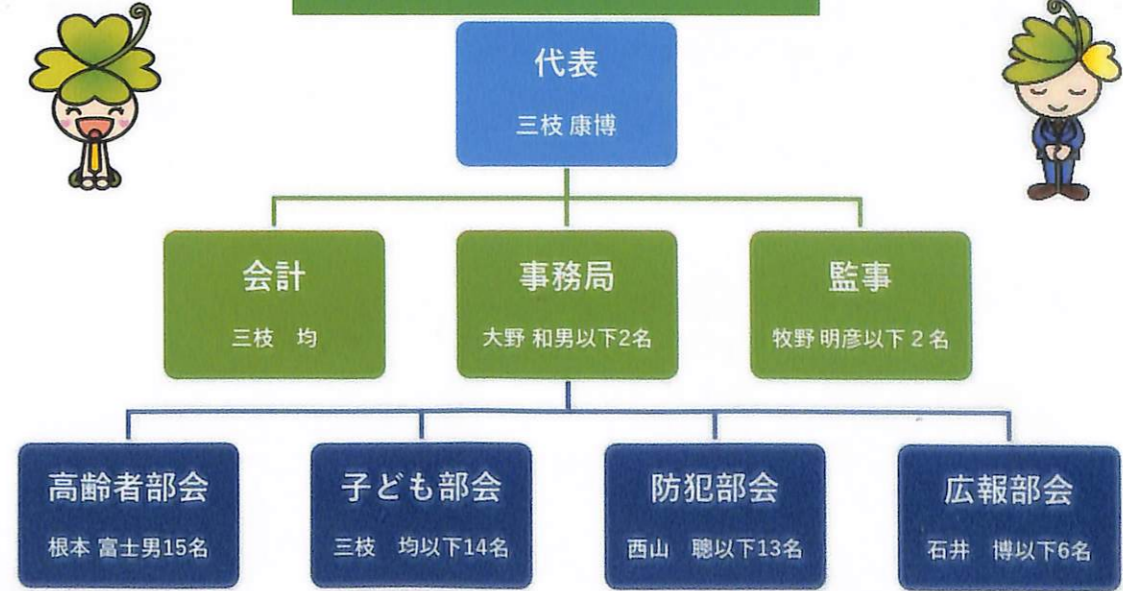 代表
三枝 康博
会計
三枝　均
事務局
大野 和男以下2名
監事
牧野 明彦以下２名
高齢者部会
根本 富士男15名
子ども部会
三枝　均以下14名
防犯部会
西山　聰以下13名
広報部会
石井　博以下6名